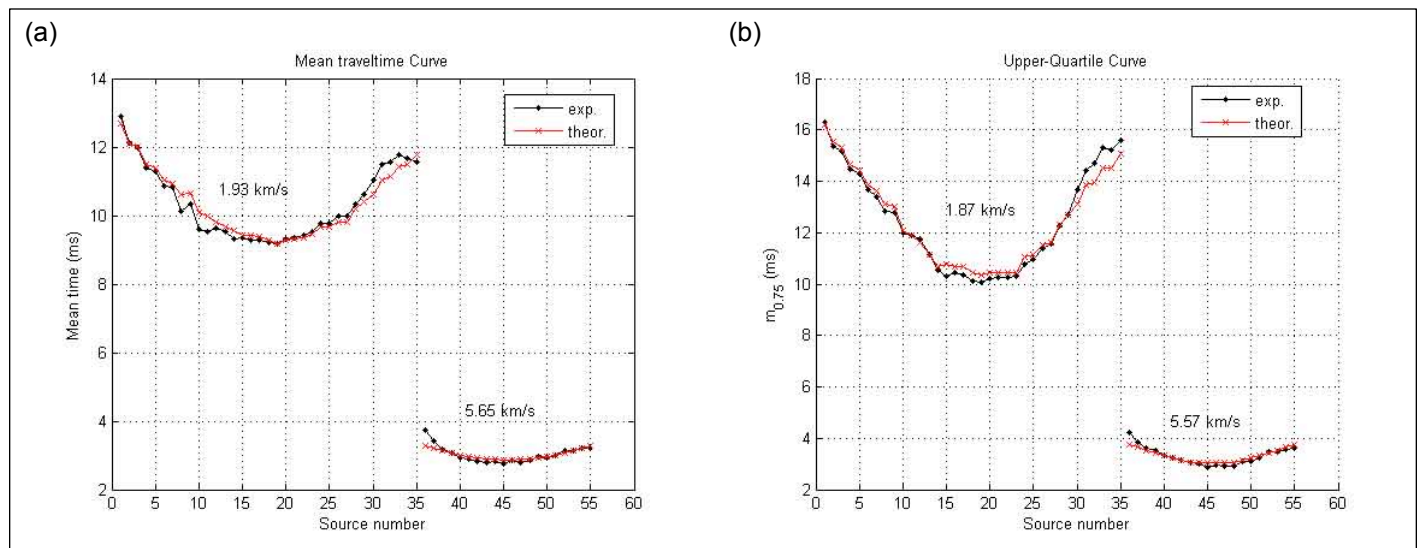 (a)
Mean traveltime Curve
14
12
10
8
6
4
2
Mean time (ms)
exp.
theor.
1.93 km/s
5.65 km/s
0 5 10 15 20 25 30 35 40 45 50 55 60
Source number
(b)
Upper-Quartile Curve
18
16
14
12
10
8
6
4
2
m0.75 (ms)
exp.
theor.
1.87 km/s
5.57 km/s
0 5 10 15 20 25 30 35 40 45 50 55 60
Source number